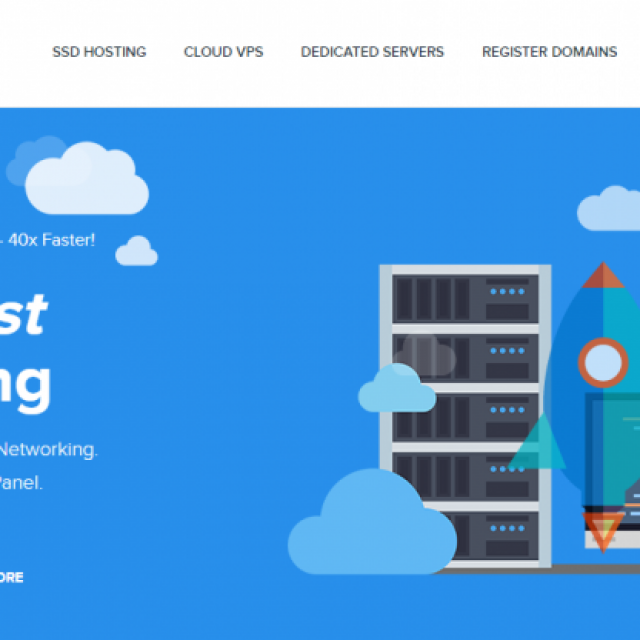 SSD HOSTING CLOUD VPS DEDICATED SERVERS REGISTER DOMAINS
- 40x Faster!
st
ng
Networking.
Panel.
ORE